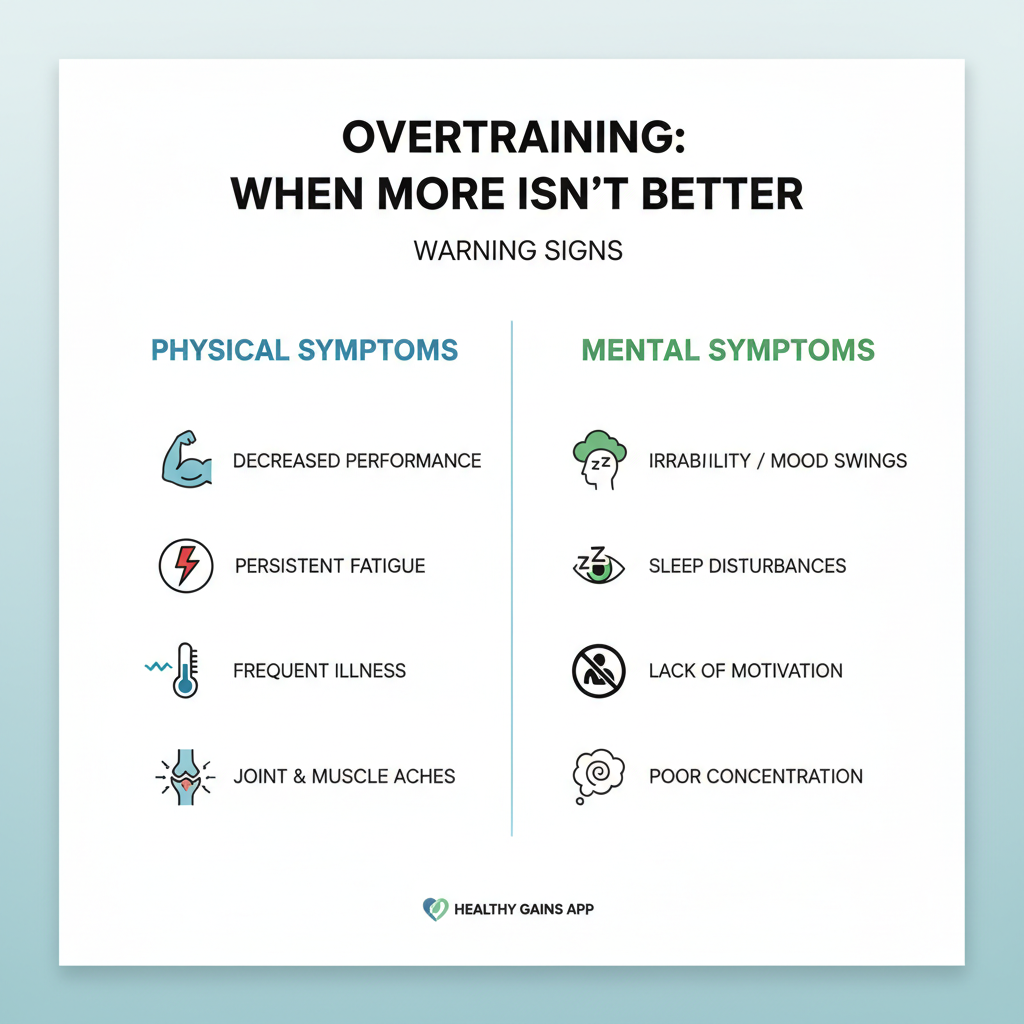 OVERTRAINING:
WHEN MORE ISN'T BETTER
WARNING SIGNS
PHYSICAL SYMPTOMS
DECREASED PERFORMANCE
PERSISTENT FATIGUE
FREQUENT ILLNESS
JOINT & MUSCLE ACHES
MENTAL SYMPTOMS
zz
IRRABIILITY / MOOD SWINGS
zZ
SLEEP DISTURBANCES
LACK OF MOTIVATION
POOR CONCENTRATION
HEALTHY GAINS APP